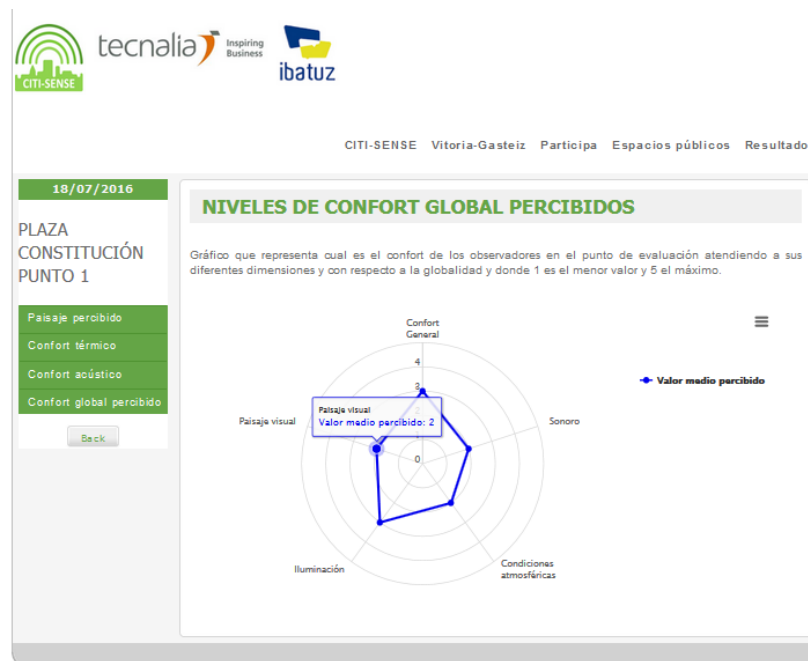 CITI-SENSE
tecnalia Inspiring Business
ibatuz
CITI-SENSE Vitoria-Gasteiz Participa Espacios públicos Resultado
18/07/2016
PLAZA
CONSTITUCIÓN
PUNTO 1
Paisaje percibido
Confort térmico
Confort acústico
Confort global percibido
Back
NIVELES DE CONFORT GLOBAL PERCIBIDOS
Gráfico que representa cual es el confort de los observadores en el punto de evaluación atendiendo a sus
diferentes dimensiones y con respecto a la globalidad y donde 1 es el menor valor y 5 el máximo.
Confort
General
4
3
Paisaje visual
Valor medio percibido: 2
0
Paisaje visual
Sonoro
Iluminación
Condiciones
atmosféricas
Valor medio percibido